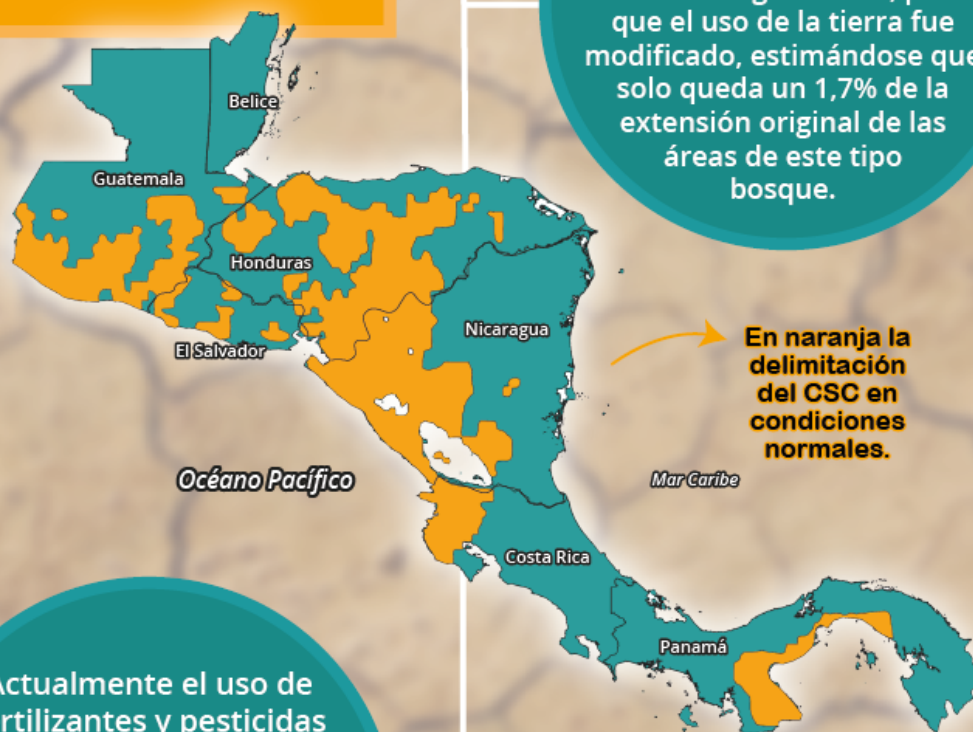 que el uso de la tierra fue
modificado, estimándose que
solo queda un 1,7% de la
extensión original de las
áreas de este tipo
bosque.
Belice
Guatemala
Honduras
El Salvador
Nicaragua
En naranja la
delimitación
del CSC en
condiciones
normales.
Océano Pacífico
Mar Caribe
Costa Rica
Panamá
Actualmente el uso de
y pesticidas